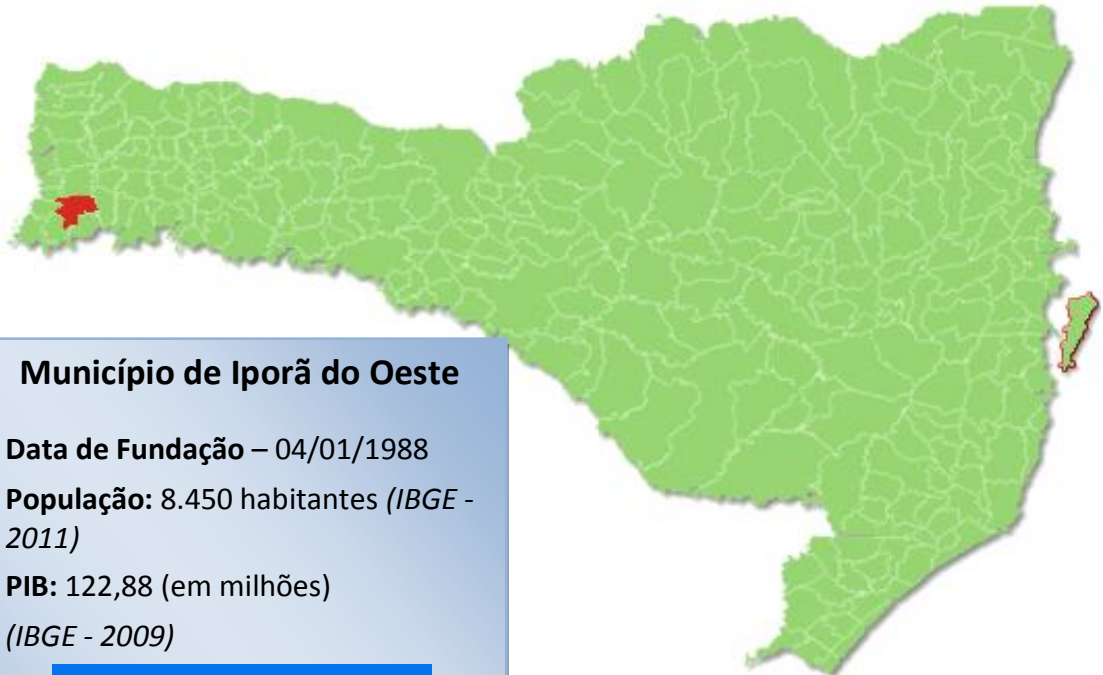 Município de Iporã do Oeste
Data de Fundação – 04/01/1988
População: 8.450 habitantes (IBGE -
2011)
PIB: 122,88 (em milhões)
(IBGE - 2009)